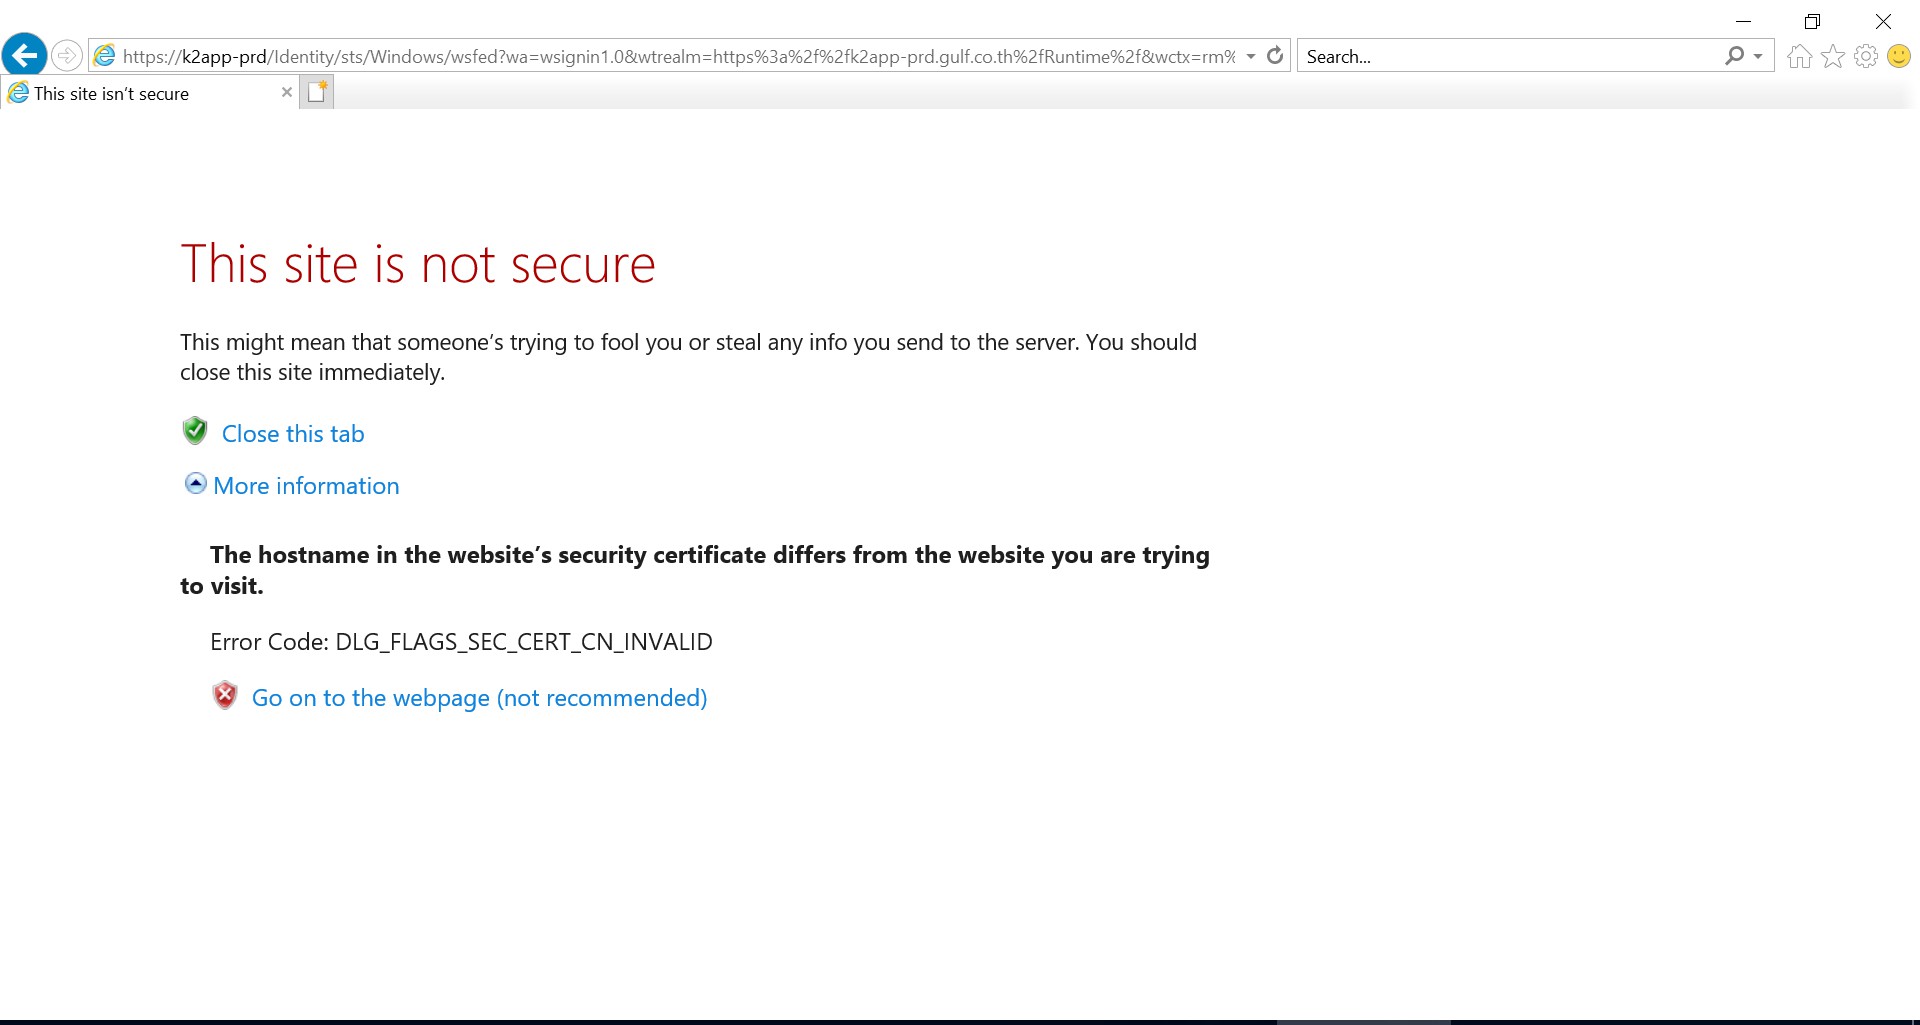 https://k2app-prd/Identity/sts/Windows/wsfed?wa=wsignin1.0&wtrealm=https%3a%2f%2fk2app-prd.gulf.co.th%2fRuntime%2f&wctx=rm%
Search...
This site isn't secure
This site is not secure
This might mean that someone's trying to fool you or steal any info you send to the server. You should
close this site immediately.
Close this tab
More information
The hostname in the website's security certificate differs from the website you are trying
to visit.
Error Code: DLG_FLAGS_SEC_CERT_CN_INVALID
Go on to the webpage (not recommended)